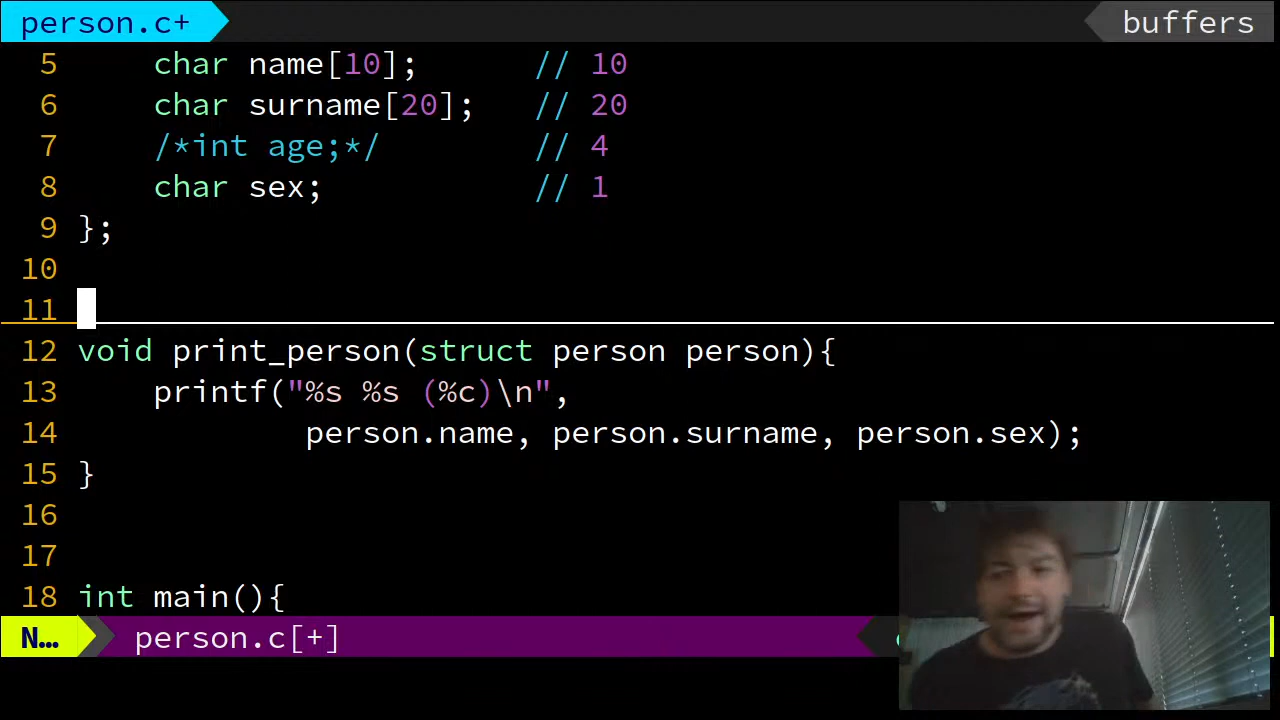 person.c+ buffers
5 char name[10]; // 10
6 char surname[20]; // 20
7 /*int age;*/ // 4
8 char sex; // 1
9 };
10
11
12 void print_person(struct person person){
13 printf("%s %s (%c)\n",
14 person.name, person.surname, person.sex);
15 }
16
17
18 int main(){
N… person.c[+]